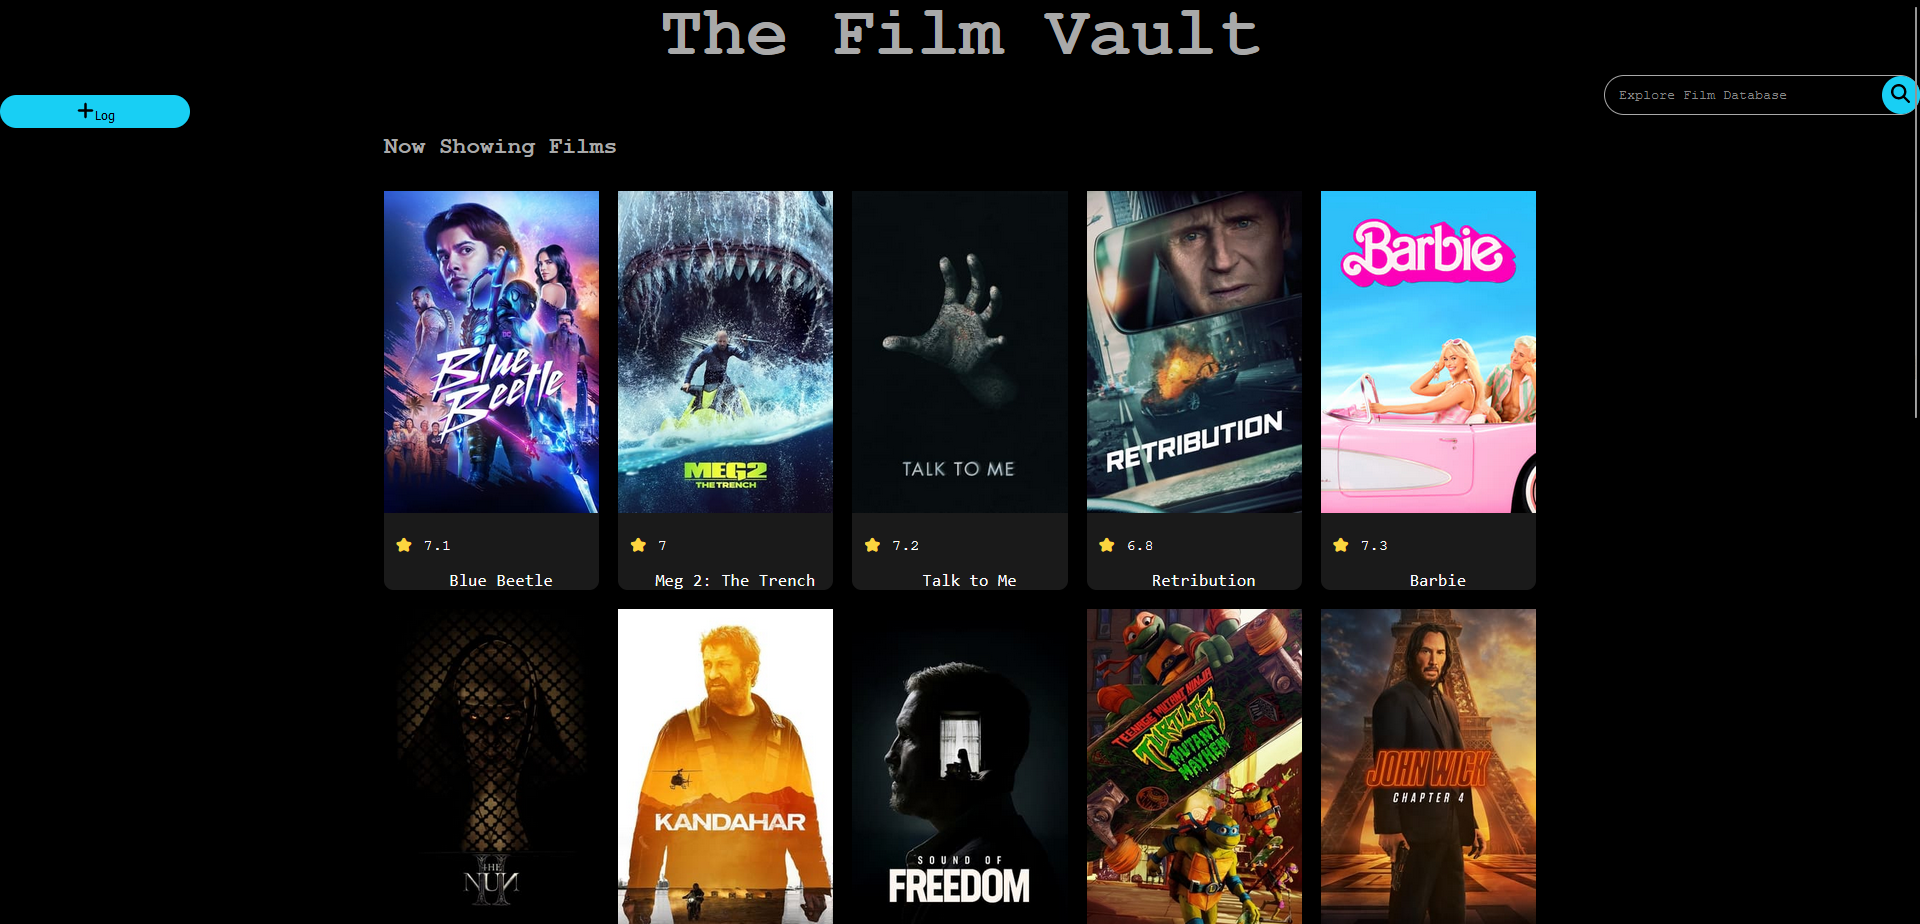 The Film Vault
Log
Explore Film Database
Now Showing Films
Blue
Beetle
MEG2
THE TRENCH
TALK TO ME
RETRIBUTION
Barbie
7.1
7
7.2
6.8
7.3
Blue Beetle
Meg 2: The Trench
Talk to Me
Retribution
Barbie
THE
NUN
II
KANDAHAR
SOUND OF
FREEDOM
TEENAGE MUTANT NINJA
TURTLES
MUTANT
MAYHEM
JOHN WICK
CHAPTER 4